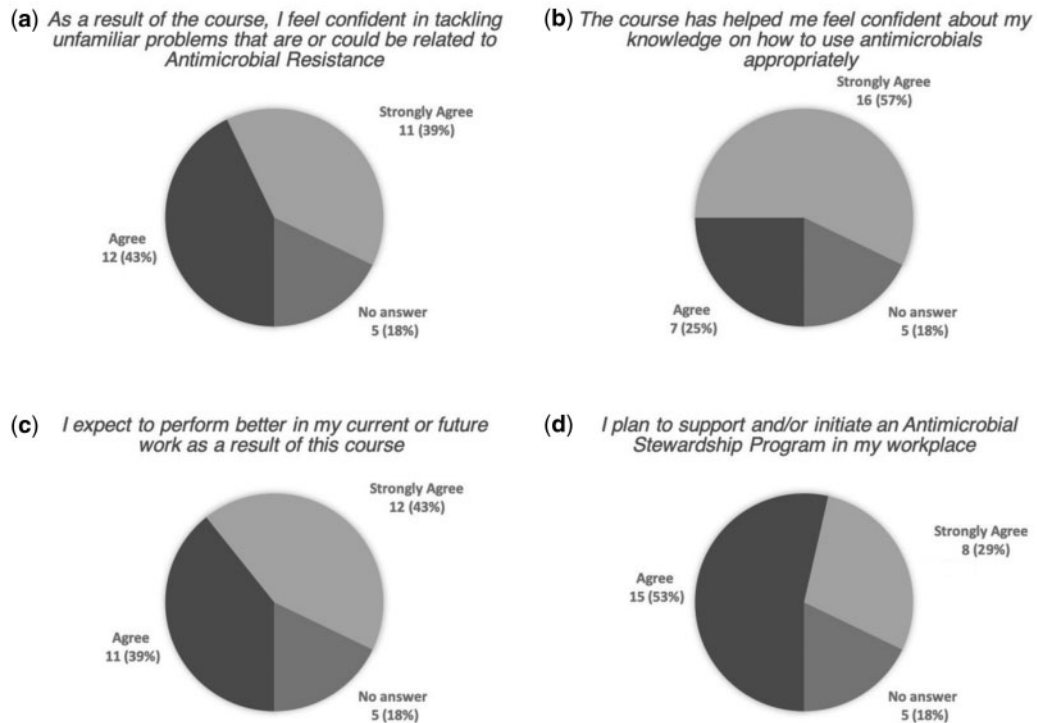 (a) As a result of the course, I feel confident in tackling
unfamiliar problems that are or could be related to
Antimicrobial Resistance
Strongly Agree
11 (39%)
Agree
12 (43%)
No answer
5 (18%)
(b) The course has helped me feel confident about my
knowledge on how to use antimicrobials
appropriately
Strongly Agree
16 (57%)
Agree
7 (25%)
No answer
5 (18%)
(c) I expect to perform better in my current or future
work as a result of this course
Strongly Agree
12 (43%)
Agree
11 (39%)
No answer
5 (18%)
(d) I plan to support and/or initiate an Antimicrobial
Stewardship Program in my workplace
Strongly Agree
8 (29%)
Agree
15 (53%)
No answer
5 (18%)